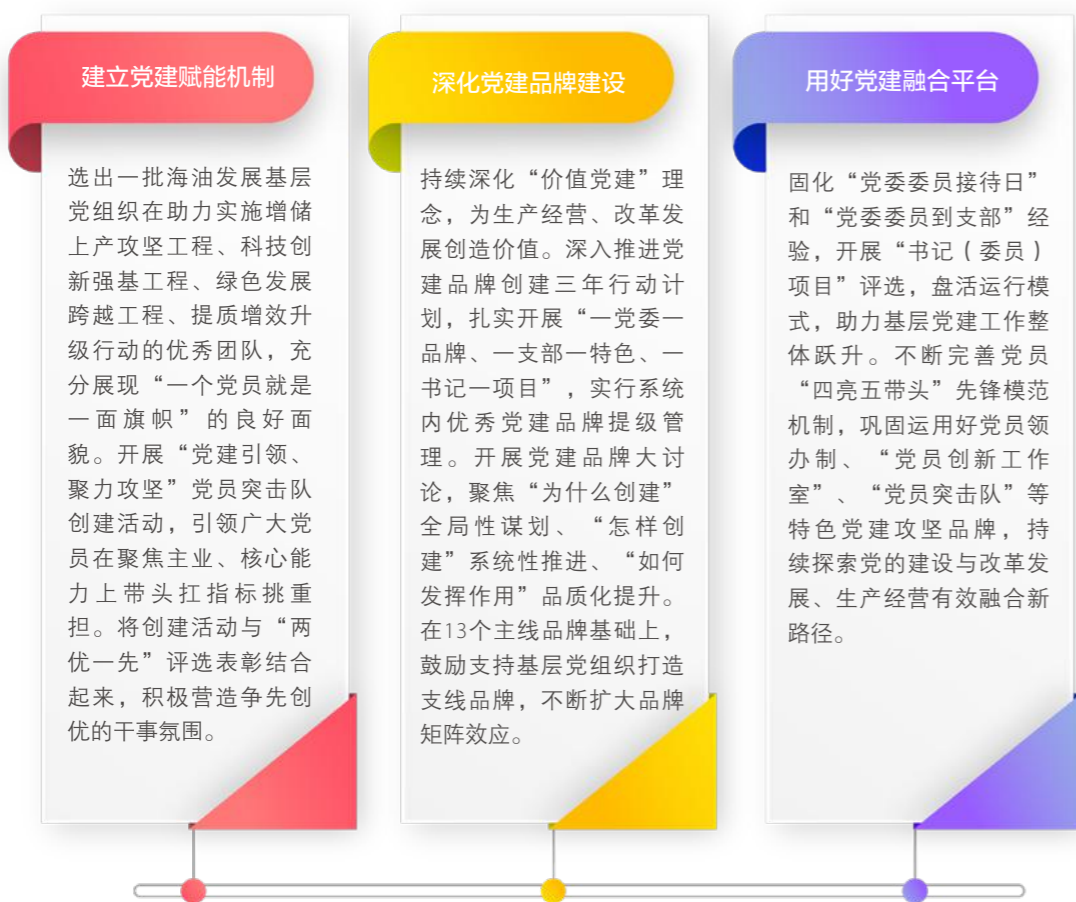 建立党建赋能机制
选出一批海油发展基层
党组织在助力实施增储
上产攻坚工程、科技创
新强基工程、绿色发展
跨越工程、提质增效升
级行动的优秀团队，充
分展现“一个党员就是
一面旗帜”的良好面
貌。开展“党建引领、
聚力攻坚”党员突击队
创建活动，引领广大党
员在聚焦主业、核心能
力上带头扛指标挑重
担。将创建活动与“两
优一先”评选表彰结合
起来，积极营造争先创
优的干事氛围。
深化党建品牌建设
持续深化“价值党建”理
念，为生产经营、改革发
展创造价值。深入推进党
建品牌创建三年行动计
划，扎实开展“一党委一
品牌、一支部一特色、一
书记一项目”，实行系统
内优秀党建品牌提级管
理。开展党建品牌大讨
论，聚焦“为什么创建”
全局性谋划、“怎样创
建”系统性推进、“如何
发挥作用”品质化提升。
在13个主线品牌基础上，
鼓励支持基层党组织打造
支线品牌，不断扩大品牌
矩阵效应。
用好党建融合平台
固化“党委委员接待日”
和“党委委员到支部”经
验，开展“书记（委员）
项目”评选，盘活运行模
式，助力基层党建工作整
体跃升。不断完善党员
“四亮五带头”先锋模范
机制，巩固运用好党员领
办制、“党员创新工作
室”、“党员突击队”等
特色党建攻坚品牌，持
续探索党的建设与改革发
展、生产经营有效融合新
路径。